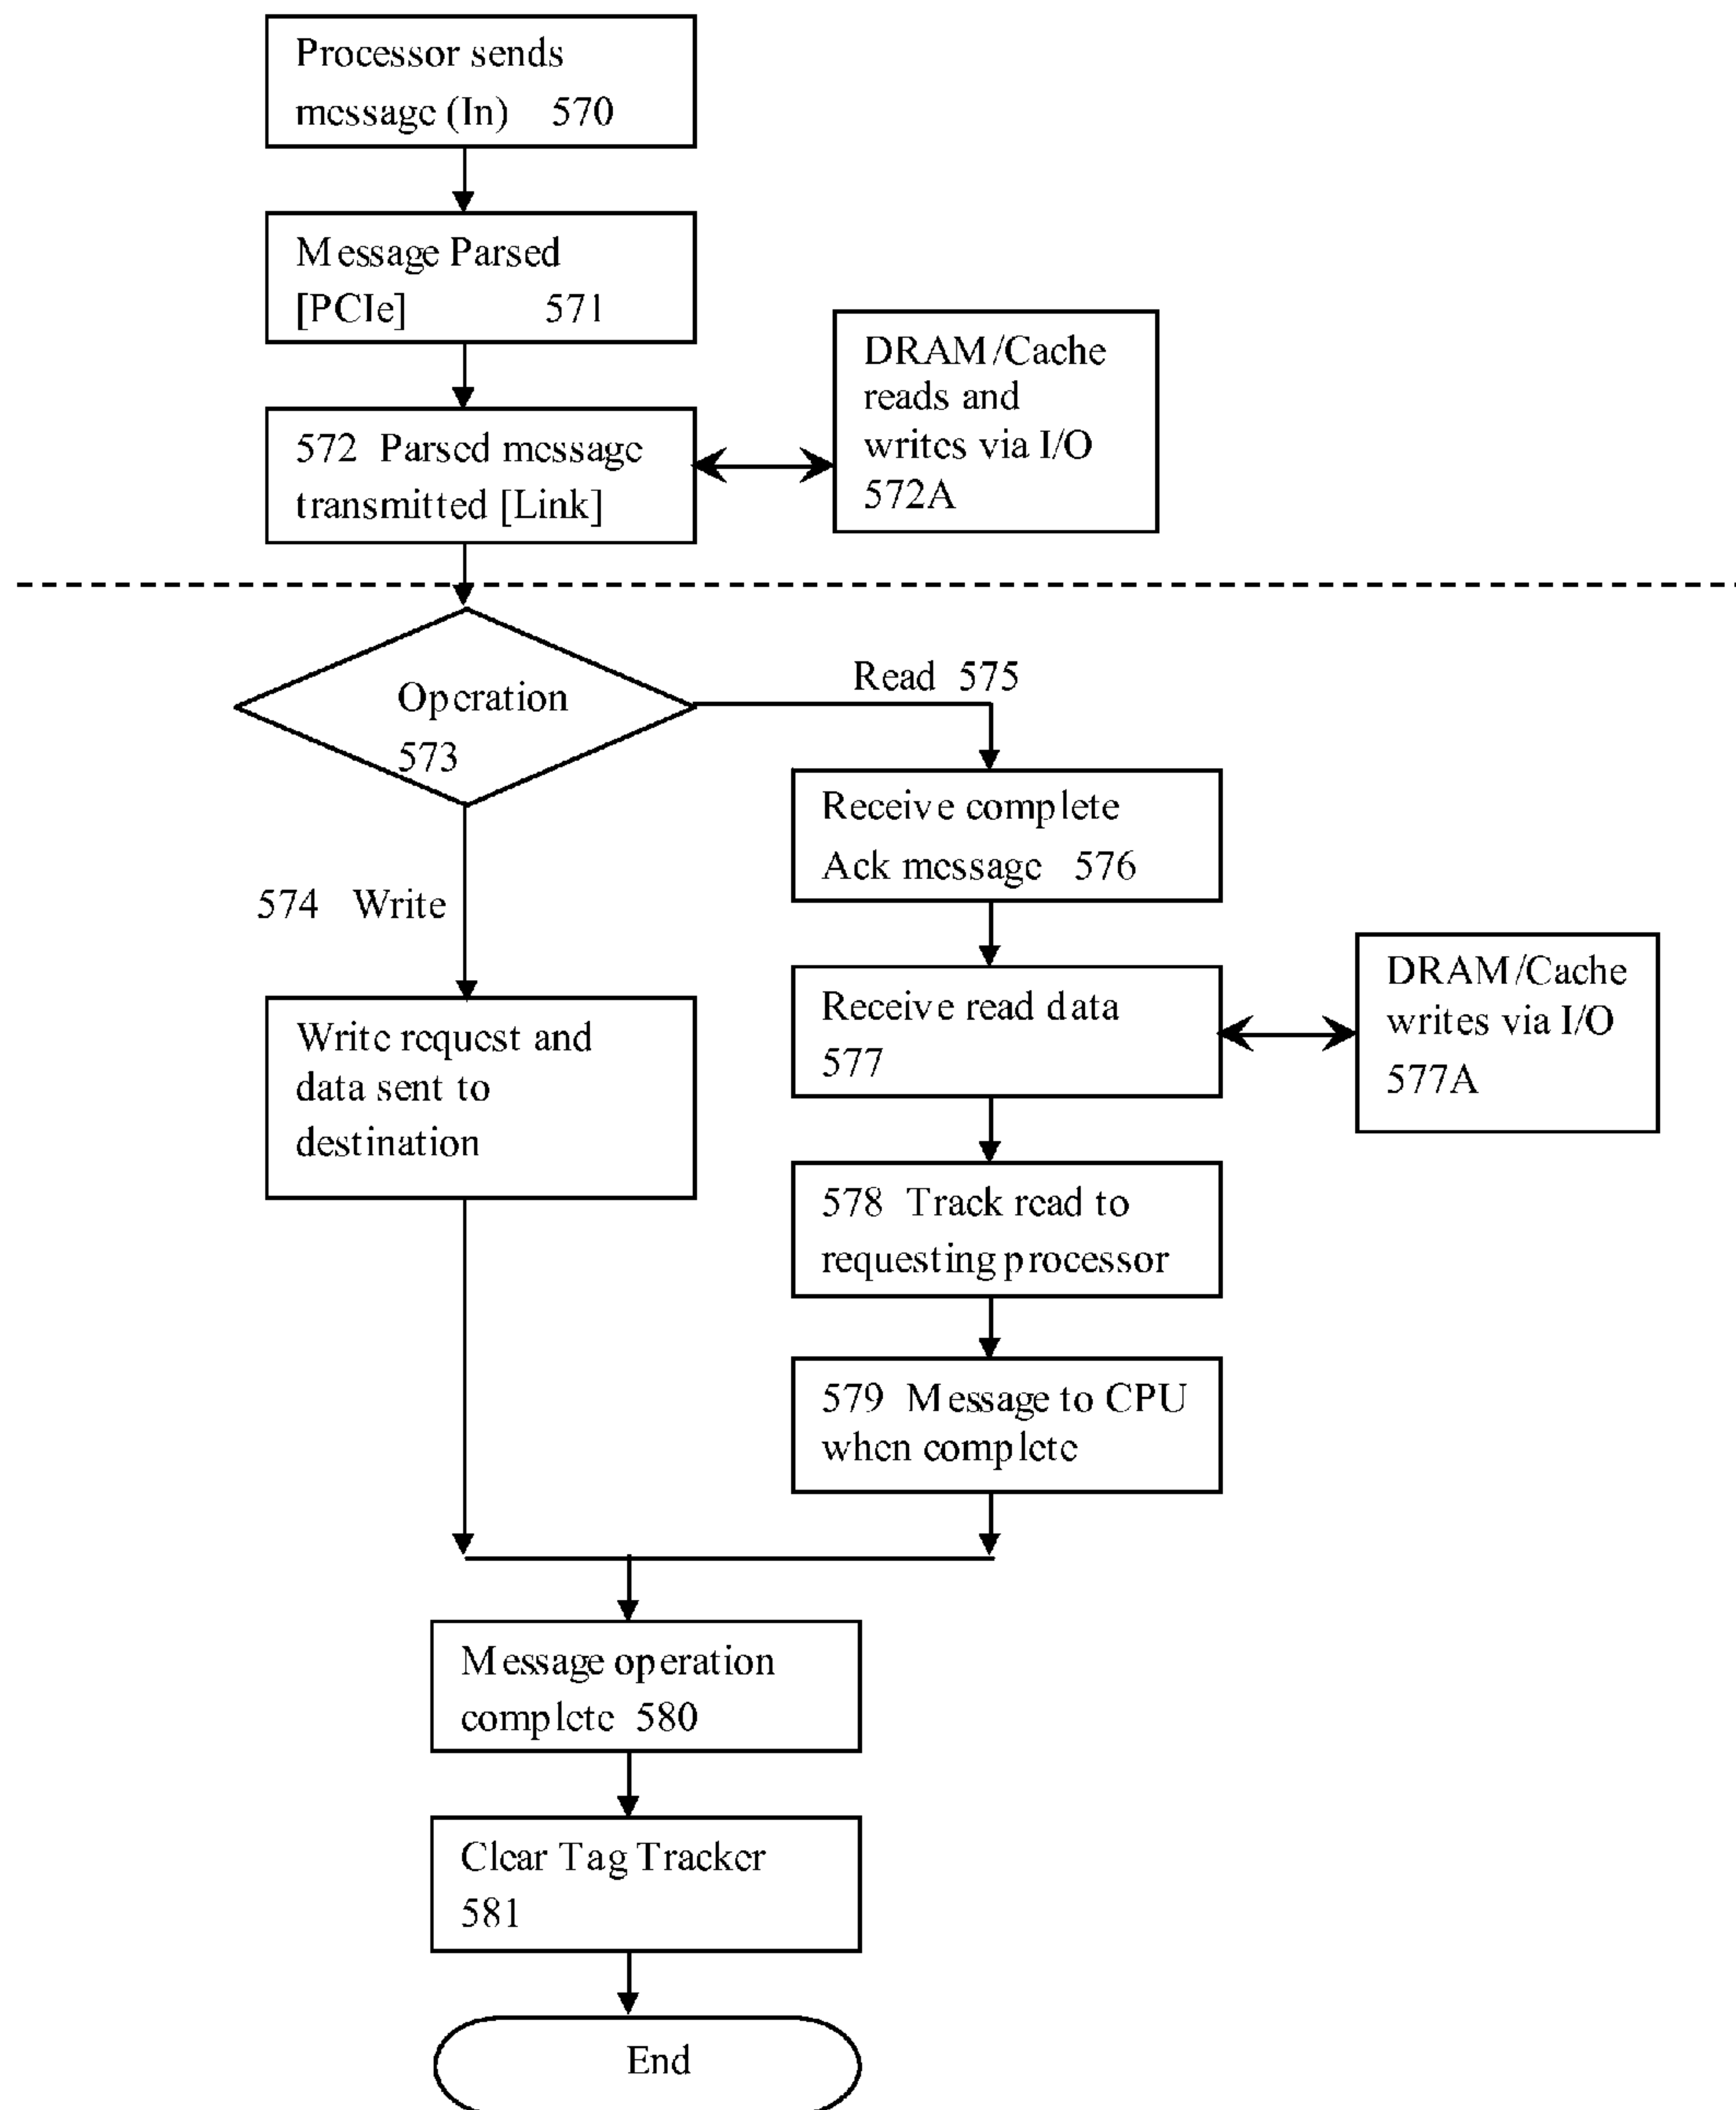 Processor sends
message (In) 570
Message Parsed
[PCIe] 571
DRAM/Cache
reads and
writes via I/O
572A
572 Parsed message
transmitted [Link]
Operation
573
Read 575
Receive complete
Ack message 576
574 Write
DRAM/Cache
writes via I/O
577A
Receive read data
577
Write request and
data sent to
destination
578 Track read to
requesting processor
579 Message to CPU
when complete
Message operation
complete 580
Clear Tag Tracker
581
End